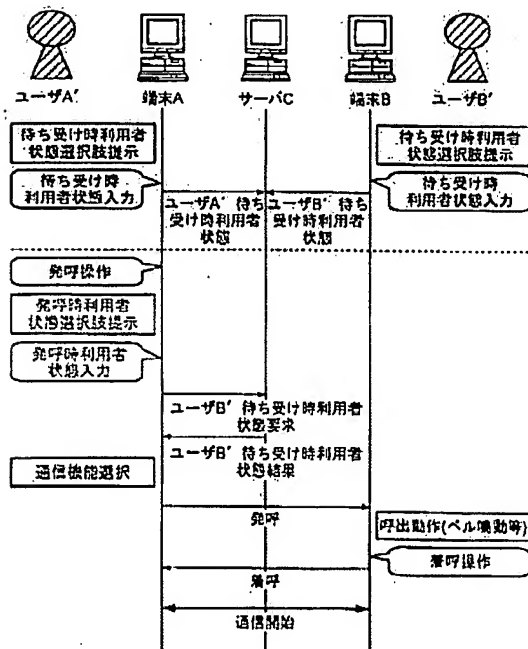 ユーザA′
端末A
サーバC
端末B
ユーザB′
待ち受け時利用者
状態選択肢提示
待ち受け時利用者
状態選択肢提示
待ち受け時
利用者状態入力
待ち受け時
利用者状態入力
ユーザA′ 待ち
受け時利用者
状態
ユーザB′ 待ち
受け時利用者
状態
発呼操作
発呼時利用者
状態選択肢提示
発呼時利用者
状態入力
ユーザB′ 待ち受け時利用者
状態要求
ユーザB′ 待ち受け時利用者
状態結果
通信機能選択
発呼
呼出動作(ベル鳴動等)
着呼操作
着呼
通信開始